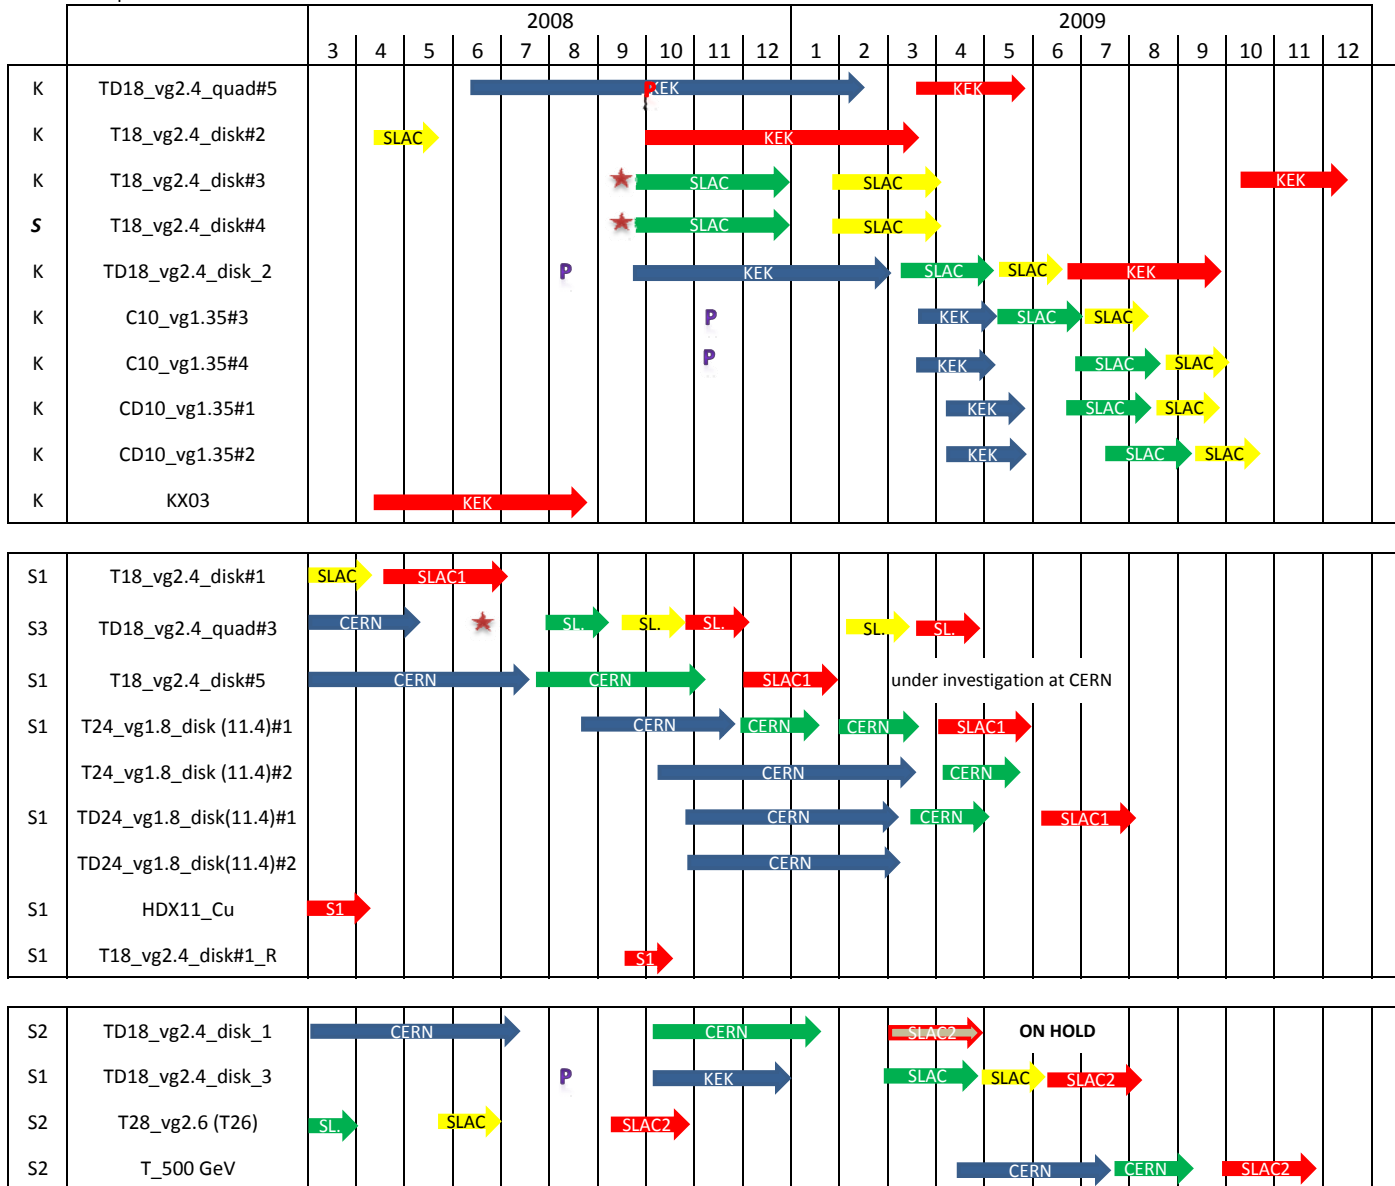 2008 2009
3 4 5 6 7 8 9 10 11 12 1 2 3 4 5 6 7 8 9 10 11 12
K TD18_vg2.4_quad#5 KEK P KEK
K T18_vg2.4_disk#2 SLAC KEK
K T18_vg2.4_disk#3 SLAC SLAC KEK
S T18_vg2.4_disk#4 SLAC SLAC
K TD18_vg2.4_disk_2 P KEK SLAC SLAC KEK
K C10_vg1.35#3 P KEK SLAC SLAC
K C10_vg1.35#4 P KEK SLAC SLAC
K CD10_vg1.35#1 KEK SLAC SLAC
K CD10_vg1.35#2 KEK SLAC SLAC
K KX03 KEK
S1 T18_vg2.4_disk#1 SLAC SLAC1
S3 TD18_vg2.4_quad#3 CERN SL. SL. SL. SL. SL.
S1 T18_vg2.4_disk#5 CERN CERN SLAC1 under investigation at CERN
S1 T24_vg1.8_disk (11.4)#1 CERN CERN CERN SLAC1
T24_vg1.8_disk (11.4)#2 CERN CERN
S1 TD24_vg1.8_disk(11.4)#1 CERN CERN SLAC1
TD24_vg1.8_disk(11.4)#2 CERN
S1 HDX11_Cu S1
S1 T18_vg2.4_disk#1_R S1
S2 TD18_vg2.4_disk_1 CERN CERN SLAC2 ON HOLD
S1 TD18_vg2.4_disk_3 P KEK SLAC SLAC SLAC2
S2 T28_vg2.6 (T26) SL. SLAC SLAC2
S2 T_500 GeV CERN CERN SLAC2